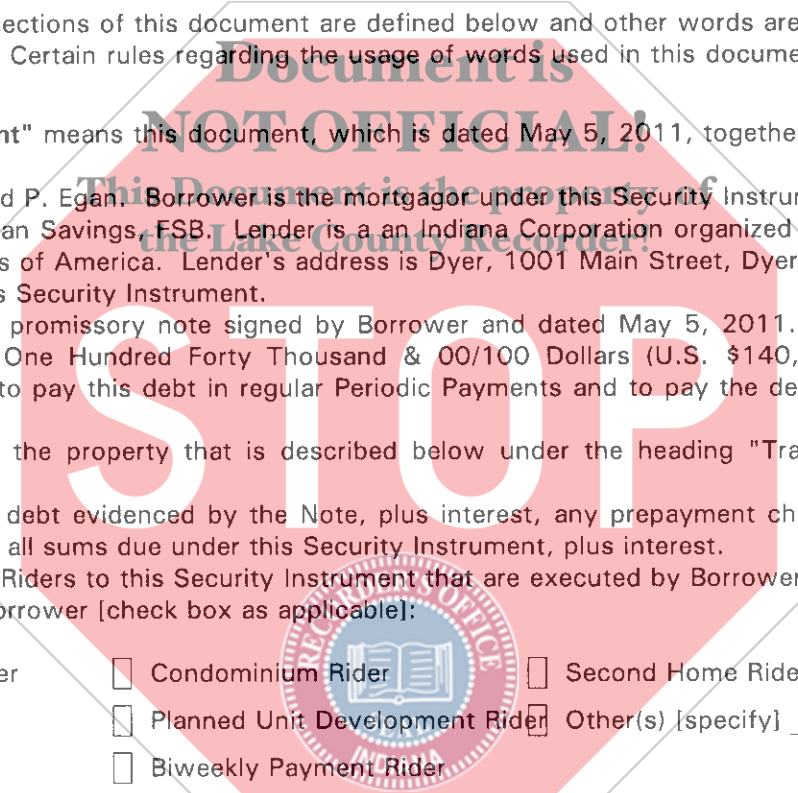 ections of this document are defined below and other words are
Certain rules regarding the usage of words used in this docume
Document is
nt" means this document, which is dated May 5, 2011, togethe
NOT OFFICIAL!
d P. Egan. Borrower is the mortgagor under this Security Instrur
This Document is the property of
an Savings, FSB. Lender is a an Indiana Corporation organized
the Lake County Recorder!
s of America. Lender's address is Dyer, 1001 Main Street, Dyer
s Security Instrument.
promissory note signed by Borrower and dated May 5, 2011.
One Hundred Forty Thousand & 00/100 Dollars (U.S. $140,
to pay this debt in regular Periodic Payments and to pay the de
STOP
the property that is described below under the heading "Tra
debt evidenced by the Note, plus interest, any prepayment ch
all sums due under this Security Instrument, plus interest.
Riders to this Security Instrument that are executed by Borrower
orrower [check box as applicable]:
RECORDER'S OFFICE
er Condominium Rider Second Home Ride
Planned Unit Development Rider Other(s) [specify] _
SEAL
INDIANA
Biweekly Payment Rider